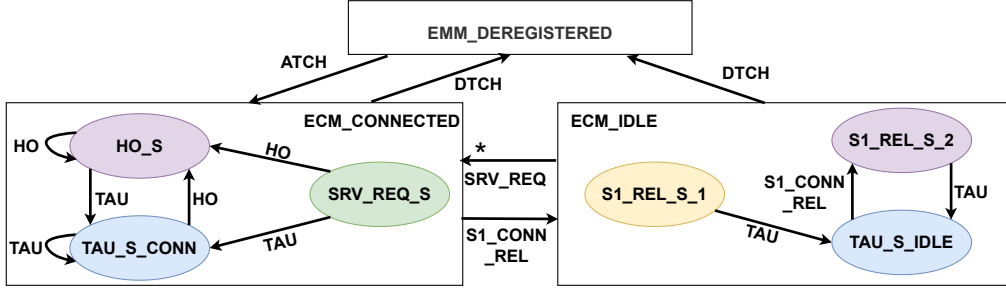 EMM_DEREGISTERED
ATCH
DTCH
DTCH
ECM_CONNECTED
HO
HO_S
HO
TAU
HO
SRV_REQ_S
TAU
TAU_S_CONN
TAU
*
SRV_REQ
S1_CONN
_REL
ECM_IDLE
S1_REL_S_2
S1_REL_S_1
S1_CONN
_REL
TAU
TAU
TAU_S_IDLE